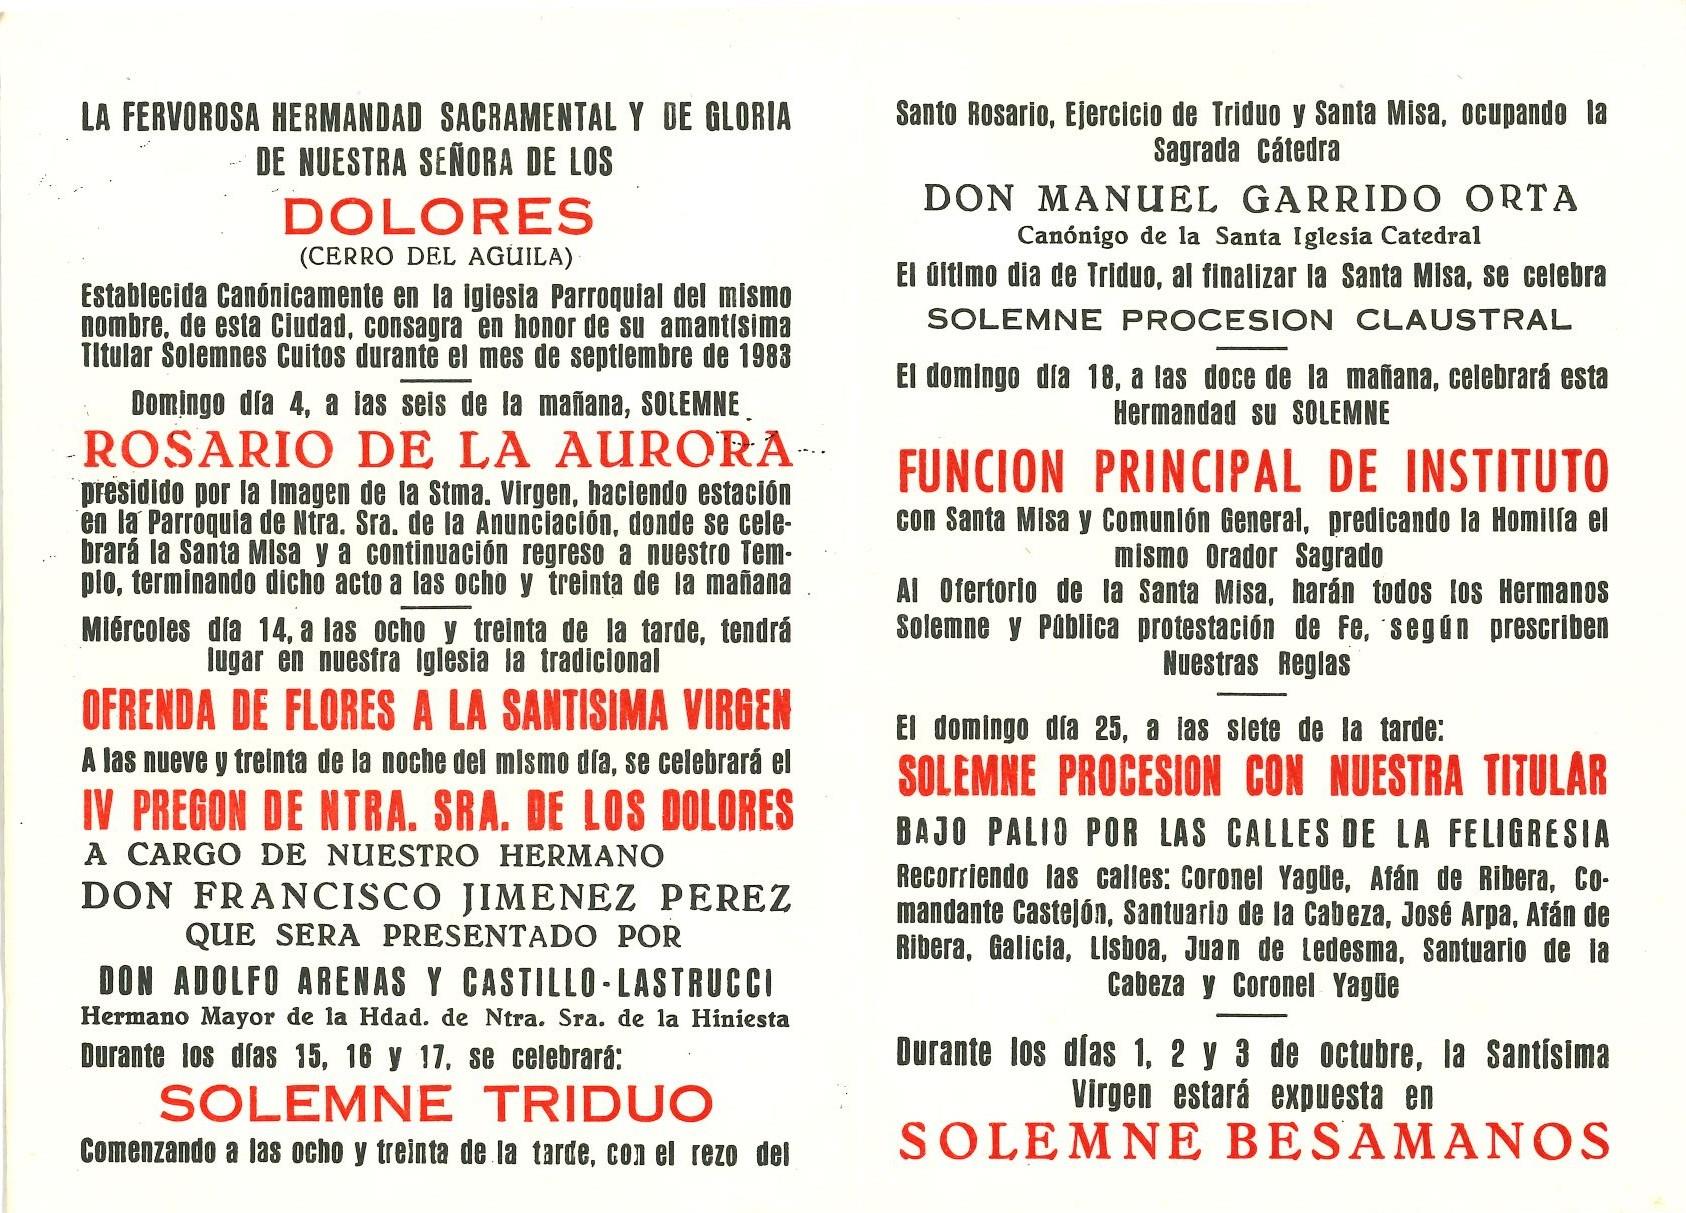 LA FERVOROSA HERMANDAD SACRAMENTAL Y DE GLORIA
DE NUESTRA SEÑORA DE LOS
DOLORES
(CERRO DEL AGUILA)
Establecida Canónicamente en la Iglesia Parroquial del mismo
nombre, de esta Ciudad, consagra en honor de su amantísima
Titular Solemnes Cultos durante el mes de septiembre de 1983
Domingo día 4, a las seis de la mañana, SOLEMNE
ROSARIO DE LA AURORA
presidido por la Imagen de la Stma. Virgen, haciendo estación
en la Parroquia de Ntra. Sra. de la Anunciación, donde se cele-
brará la Santa Misa y a continuación regreso a nuestro Tem-
plo, terminando dicho acto a las ocho y treinta de la mañana
Miércoles día 14, a las ocho y treinta de la tarde, tendrá
lugar en nuestra Iglesia la tradicional
OFRENDA DE FLORES A LA SANTISIMA VIRGEN
A las nueve y treinta de la noche del mismo día, se celebrará el
IV PREGON DE NTRA. SRA. DE LOS DOLORES
A CARGO DE NUESTRO HERMANO
DON FRANCISCO JIMENEZ PEREZ
QUE SERA PRESENTADO POR
DON ADOLFO ARENAS Y CASTILLO-LASTRUCCI
Hermano Mayor de la Hdad. de Ntra. Sra. de la Hiniesta
Durante los días 15, 16 y 17, se celebrará:
SOLEMNE TRIDUO
Comenzando a las ocho y treinta de la tarde, con el rezo del
Santo Rosario, Ejercicio de Triduo y Santa Misa, ocupando la
Sagrada Cátedra
DON MANUEL GARRIDO ORTA
Canónigo de la Santa Iglesia Catedral
El último dia de Triduo, al finalizar la Santa Misa, se celebra
SOLEMNE PROCESION CLAUSTRAL
El domingo día 18, a las doce de la mañana, celebrará esta
Hermandad su SOLEMNE
FUNCION PRINCIPAL DE INSTITUTO
con Santa Misa y Comunión General, predicando la Homilía el
mismo Orador Sagrado
Al Ofertorio de la Santa Misa, harán todos los Hermanos
Solemne y Pública protestación de Fe, según prescriben
Nuestras Reglas
El domingo día 25, a las siete de la tarde:
SOLEMNE PROCESION CON NUESTRA TITULAR
BAJO PALIO POR LAS CALLES DE LA FELIGRESIA
Recorriendo las calles: Coronel Yagüe, Afán de Ribera, Co-
mandante Castejón, Santuario de la Cabeza, José Arpa, Afán de
Ribera, Galicia, Lisboa, Juan de Ledesma, Santuario de la
Cabeza y Coronel Yagüe
Durante los días 1, 2 y 3 de octubre, la Santísima
Virgen estará expuesta en
SOLEMNE BESAMANOS